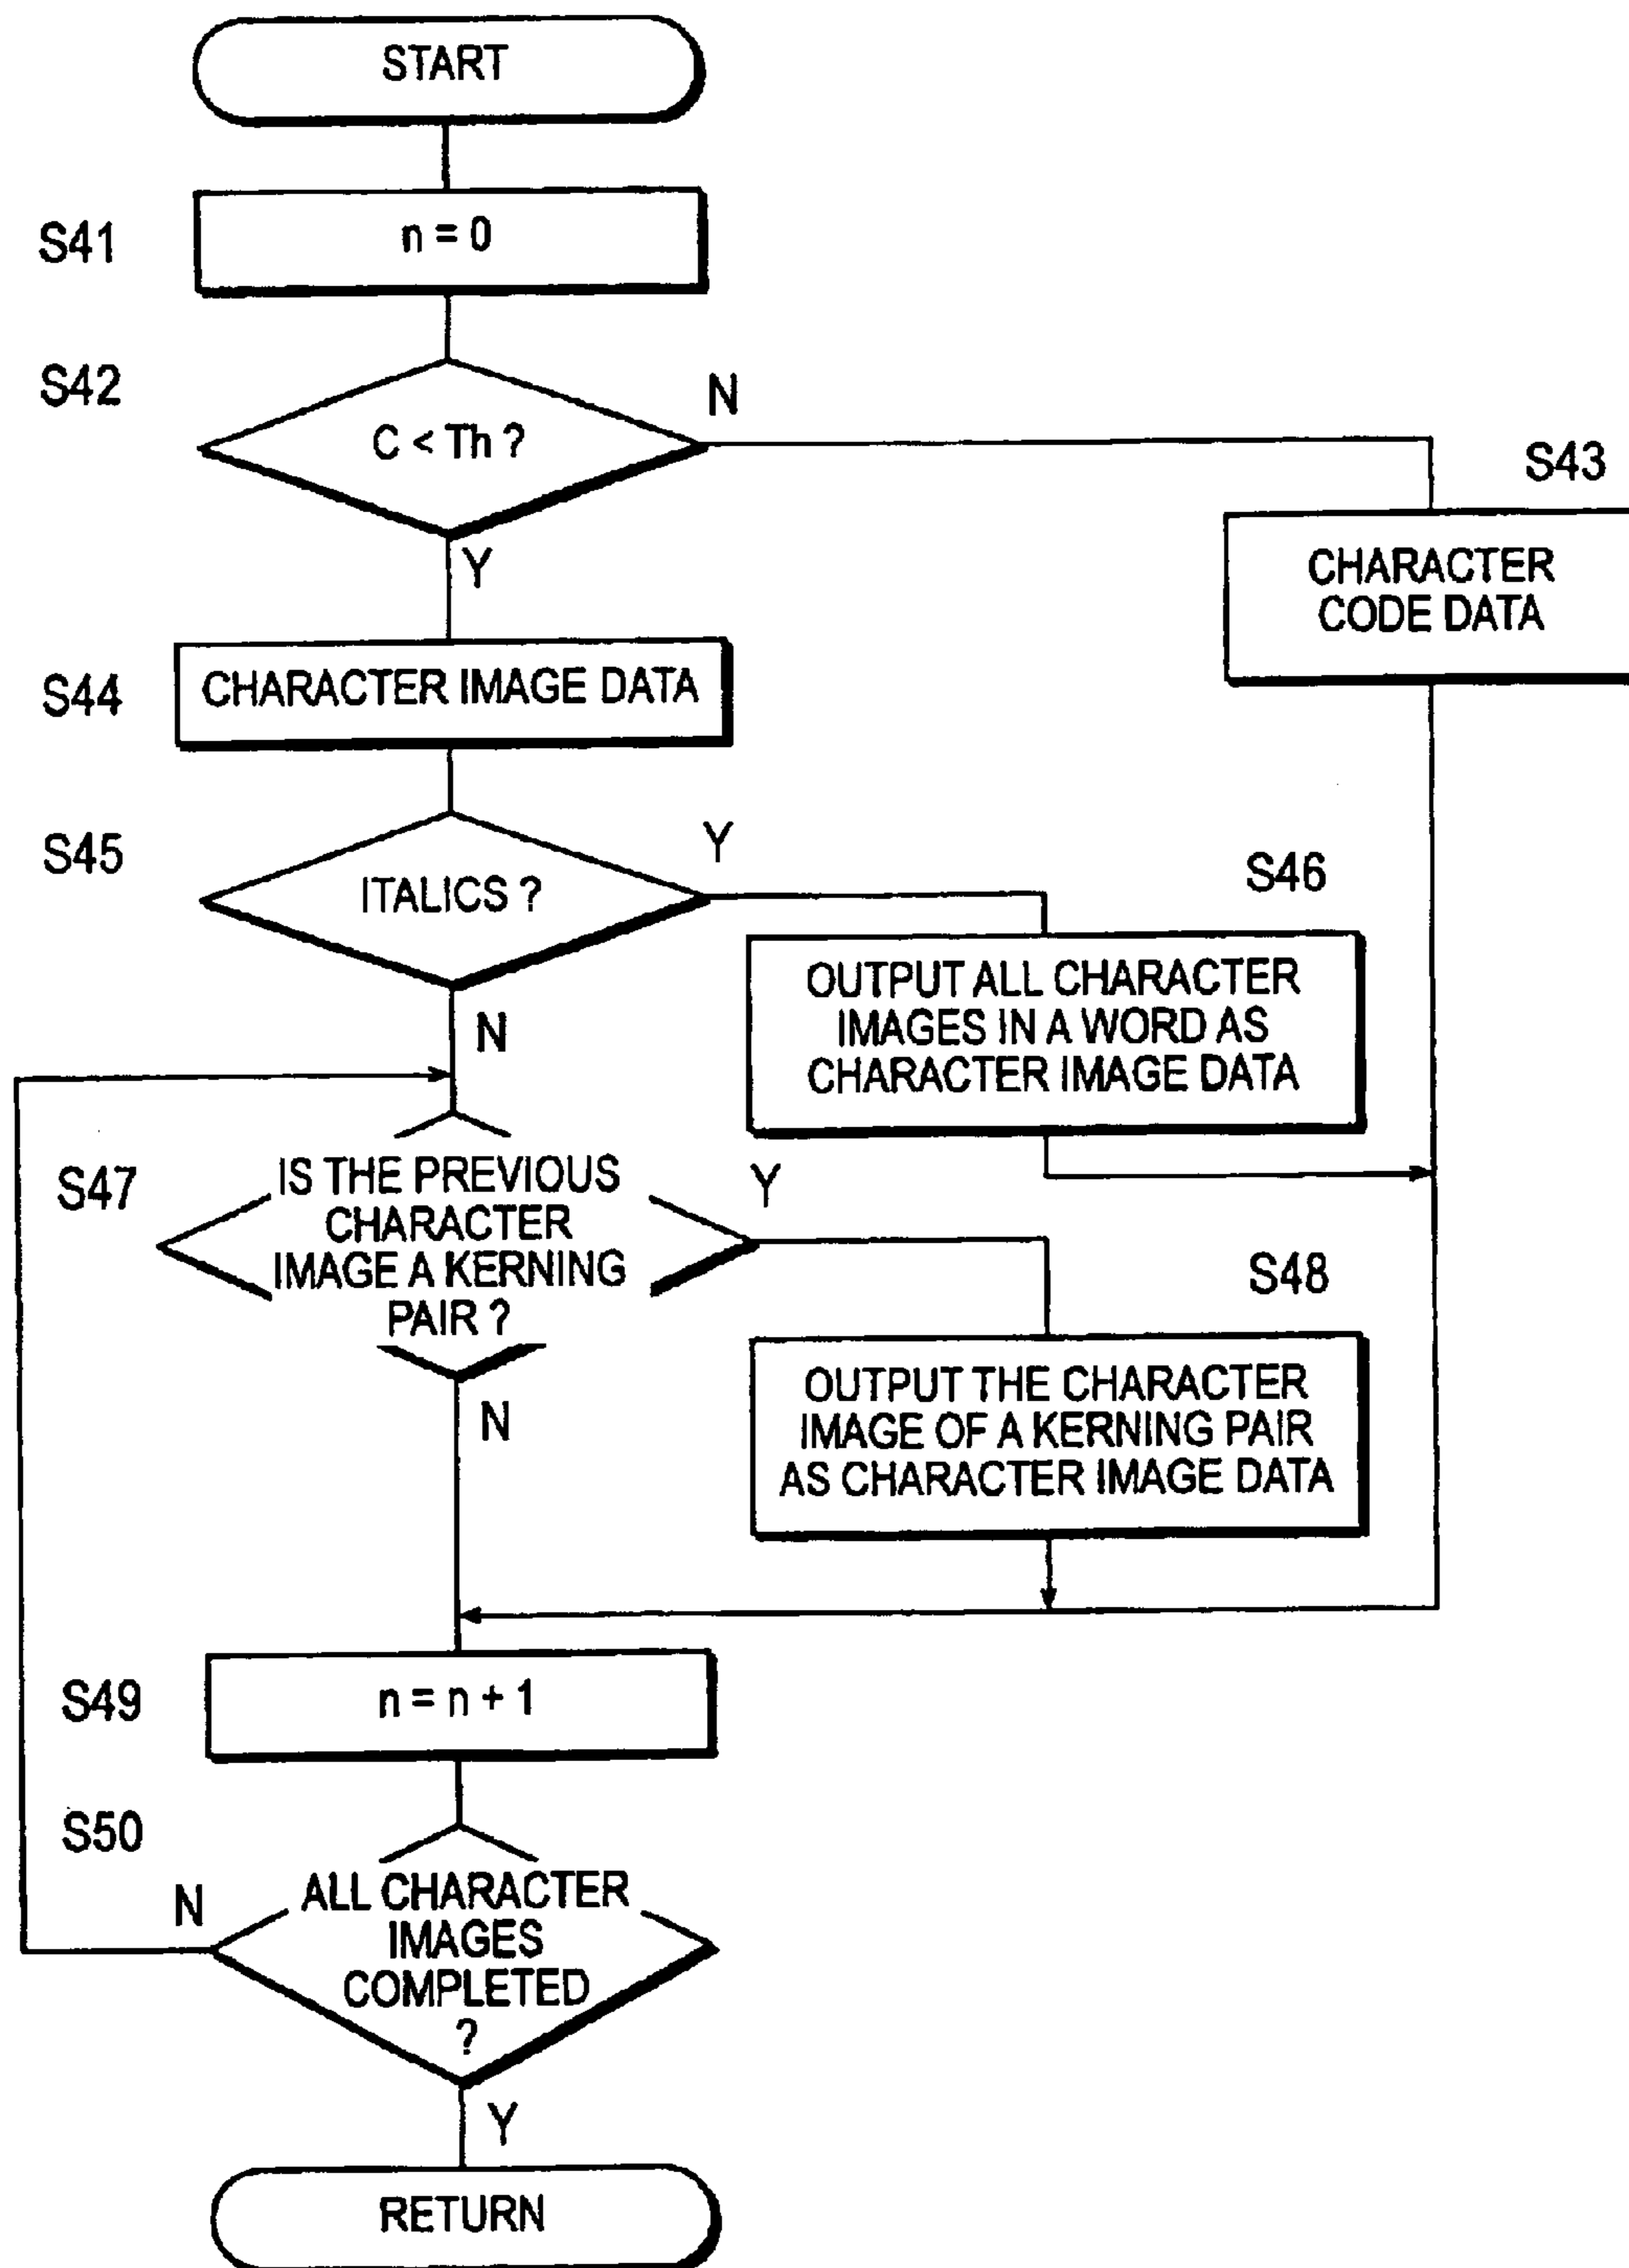 START
S41
n = 0
S42
C < Th ?
N
Y
S43
CHARACTER
CODE DATA
S44
CHARACTER IMAGE DATA
S45
ITALICS ?
Y
N
S46
OUTPUT ALL CHARACTER
IMAGES IN A WORD AS
CHARACTER IMAGE DATA
S47
IS THE PREVIOUS
CHARACTER
IMAGE A KERNING
PAIR ?
Y
N
S48
OUTPUT THE CHARACTER
IMAGE OF A KERNING PAIR
AS CHARACTER IMAGE DATA
S49
n = n + 1
S50
ALL CHARACTER
IMAGES
COMPLETED
?
N
Y
RETURN